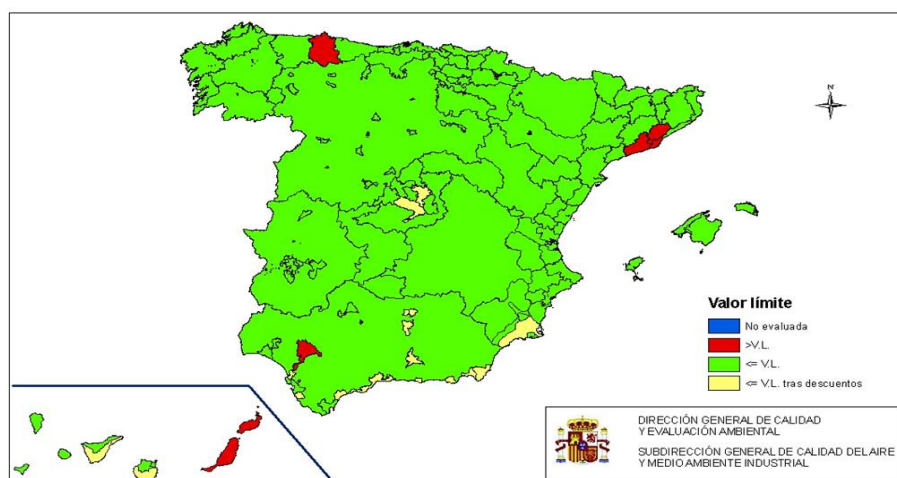 N
Valor límite
No evaluada
>V.L.
<= V.L.
<= V.L. tras descuentos
DIRECCIÓN GENERAL DE CALIDAD
Y EVALUACIÓN AMBIENTAL
SUBDIRECCIÓN GENERAL DE CALIDAD DEL AIRE
Y MEDIO AMBIENTE INDUSTRIAL